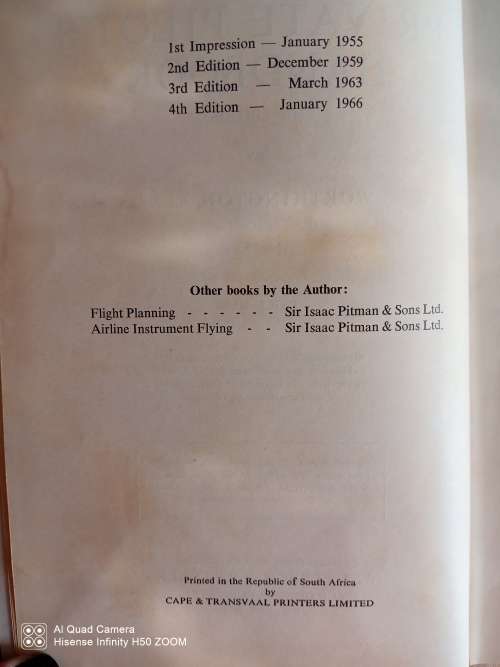 1st Impression — January 1955
2nd Edition — December 1959
3rd Edition — March 1963
4th Edition — January 1966
Other books by the Author:
Flight Planning - - - - - - Sir Isaac Pitman & Sons Ltd.
Airline Instrument Flying - - Sir Isaac Pitman & Sons Ltd.
Printed in the Republic of South Africa
by
CAPE & TRANSVAAL PRINTERS LIMITED
AI Quad Camera
Hisense Infinity H50 ZOOM